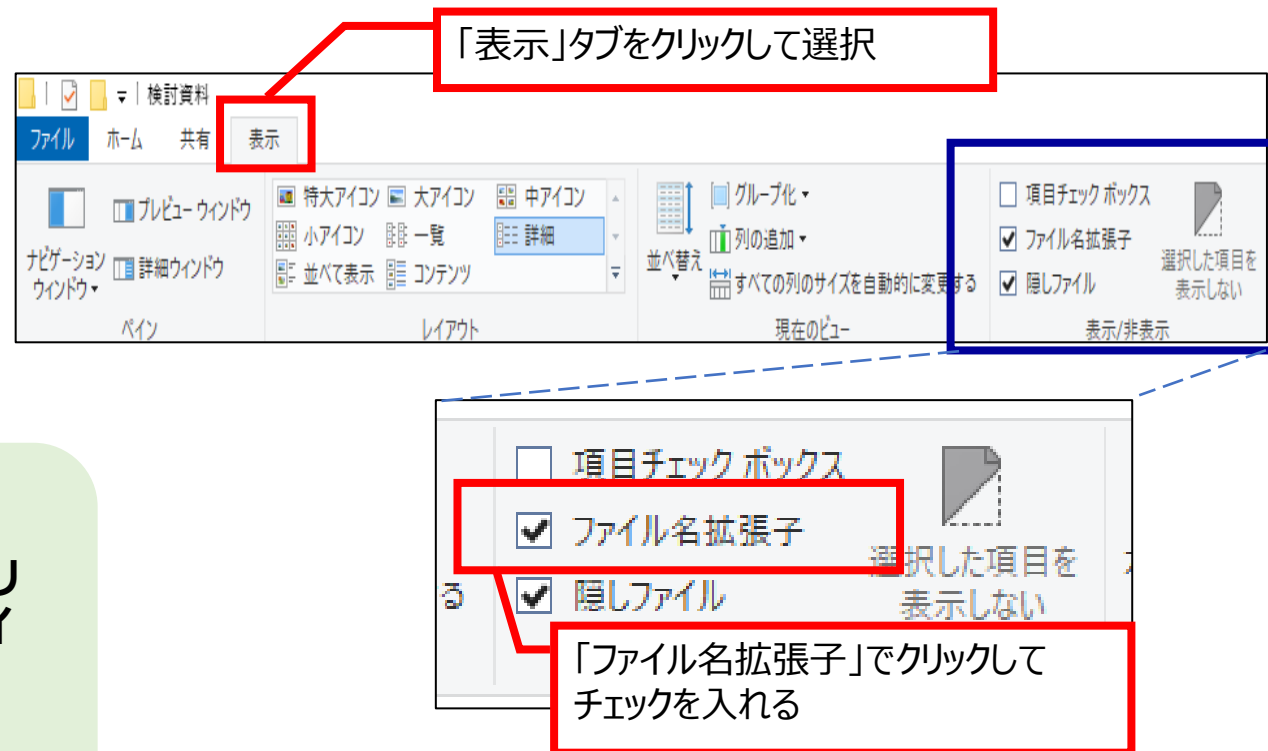 「表示」タブをクリックして選択
検討資料
ファイル ホーム 共有 表示
プレビュー ウィンドウ
ナビゲーション
ウィンドウ
詳細ウィンドウ
ペイン
特大アイコン 大アイコン 中アイコン
小アイコン 一覧 詳細
並べて表示 コンテンツ
レイアウト
並べ替え
グループ化
列の追加
すべての列のサイズを自動的に変更する
現在のビュー
項目チェック ボックス
ファイル名拡張子
隠しファイル
選択した項目を
表示しない
表示/非表示
項目チェック ボックス
ファイル名拡張子
る
隠しファイル
選択した項目を
表示しない
「ファイル名拡張子」でクリックして
チェックを入れる
リ
イ